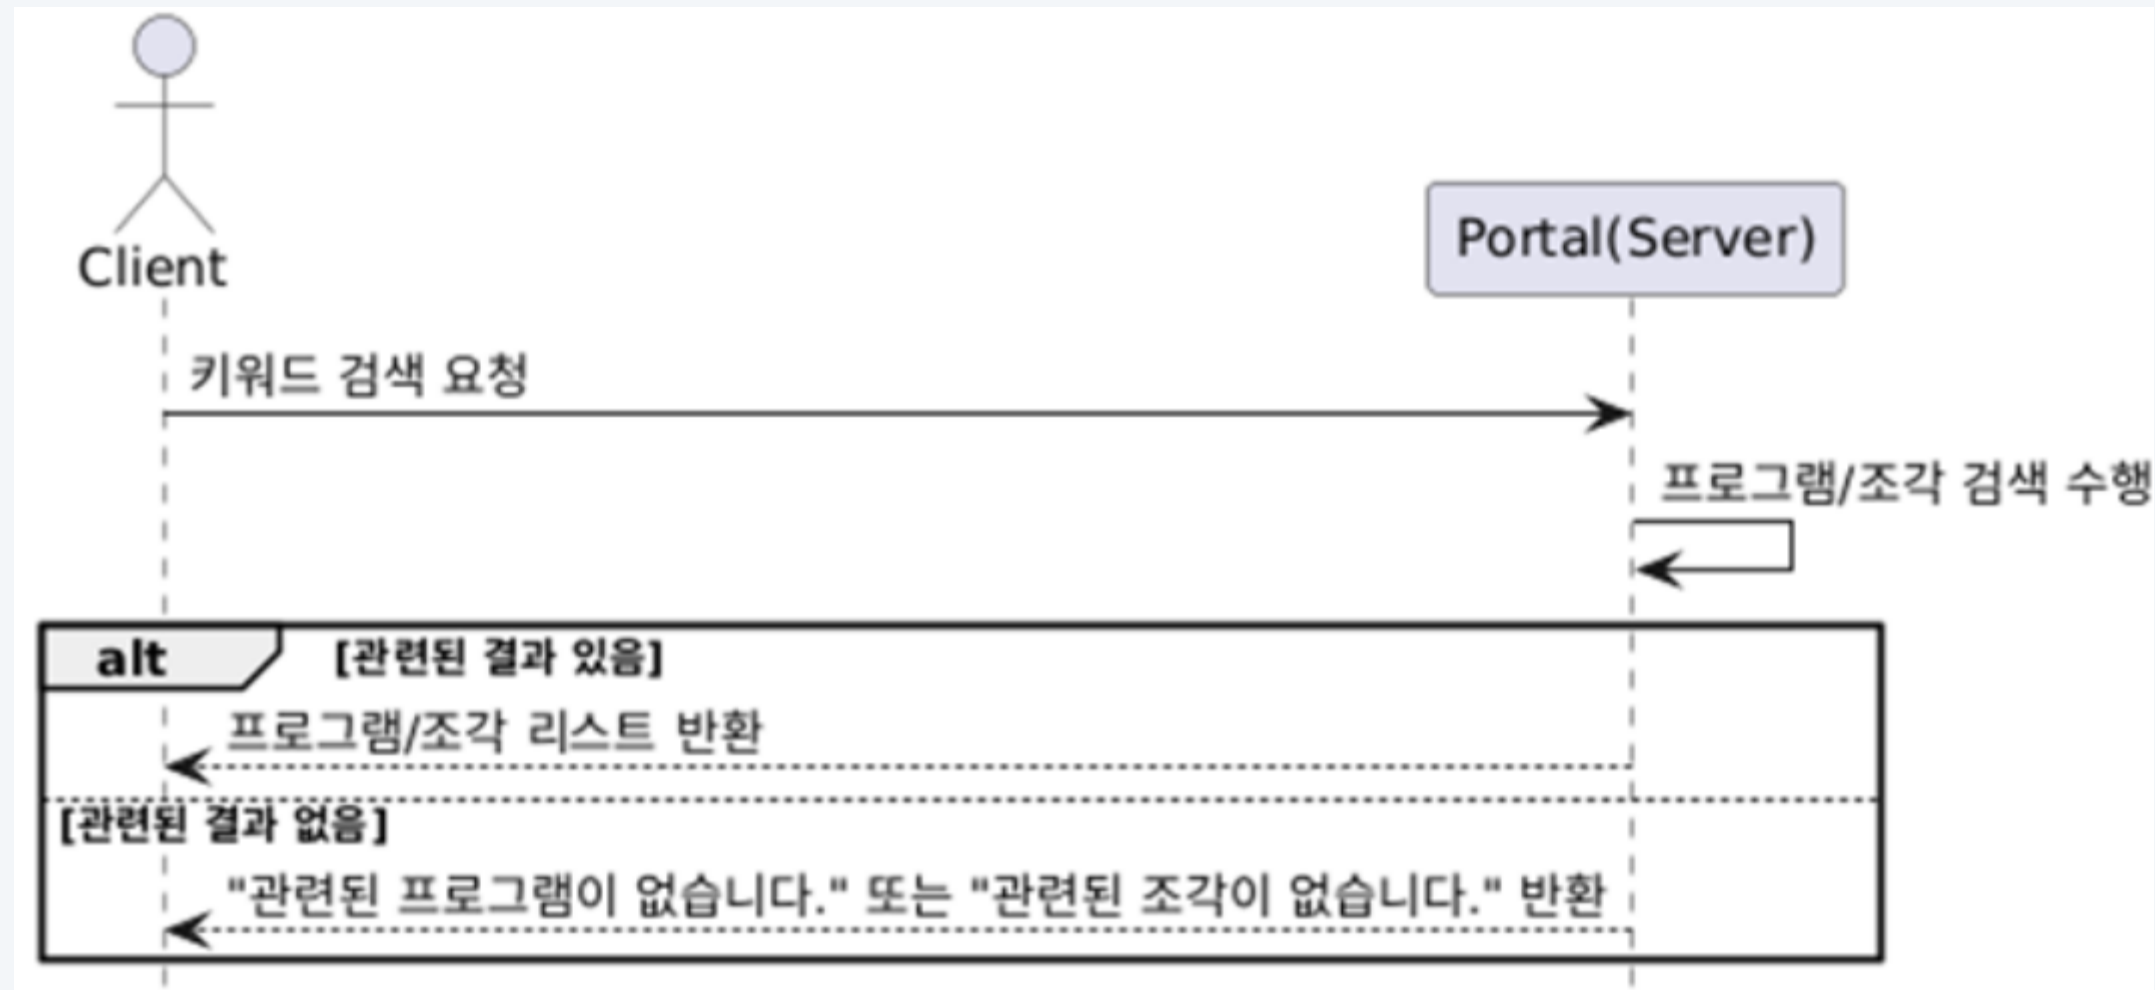 Client
Portal(Server)
키워드 검색 요청
프로그램/조각 검색 수행
alt [관련된 결과 있음]
프로그램/조각 리스트 반환
[관련된 결과 없음]
"관련된 프로그램이 없습니다." 또는 "관련된 조각이 없습니다." 반환